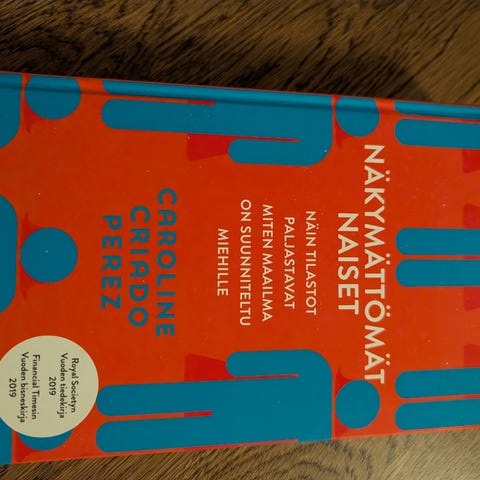 NÄKYMÄTTÖMÄT
NAISET
NÄIN TILASTOT
PALJASTAVAT
MITEN MAAILMA
ON SUUNNITELTU
MIEHILLE
CAROLINE
CRIADO
PEREZ
Royal Societyn
Vuoden tiedekirja
2019
Financial Timesin
Vuoden bisneskirja
2019